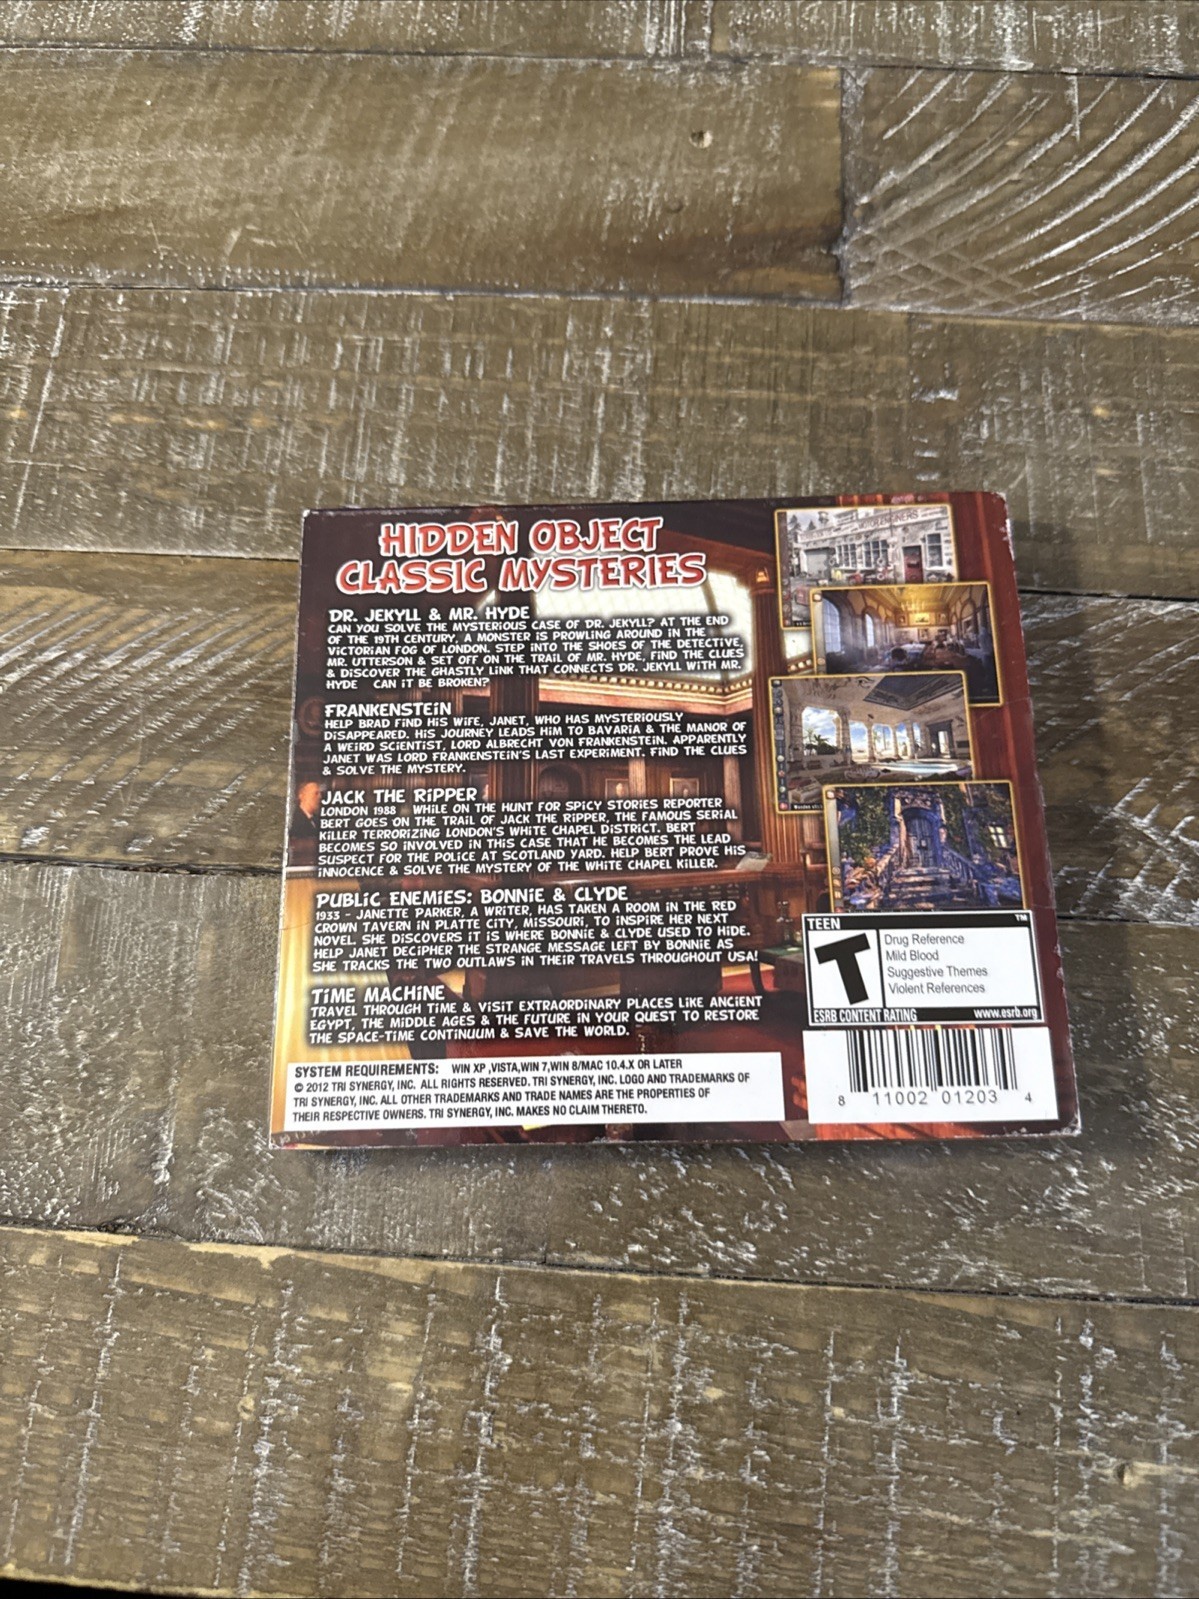 HIDDEN OBJECT
CLASSIC MYSTERIES
DR. JEKYLL & MR. HYDE
CAN YOU SOLVE THE MYSTERIOUS CASE OF DR. JEKYLL? AT THE END
OF THE 19TH CENTURY, A MONSTER IS PROWLING AROUND IN THE
VICTORIAN FOG OF LONDON. STEP INTO THE SHOES OF THE DETECTIVE,
MR. UTTERSON & SET OFF ON THE TRAIL OF MR. HYDE, FIND THE CLUES
& DISCOVER THE GHASTLY LINK THAT CONNECTS DR. JEKYLL WITH MR.
HYDE CAN IT BE BROKEN?
FRANKENSTEIN
HELP BRAD FIND HIS WIFE, JANET, WHO HAS MYSTERIOUSLY
DISAPPEARED. HIS JOURNEY LEADS HIM TO BAVARIA & THE MANOR OF
A WEIRD SCIENTIST, LORD ALBRECHT VON FRANKENSTEIN. APPARENTLY
JANET WAS LORD FRANKENSTEIN'S LAST EXPERIMENT. FIND THE CLUES
& SOLVE THE MYSTERY.
JACK THE RIPPER
LONDON 1988 WHILE ON THE HUNT FOR SPICY STORIES REPORTER
BERT GOES ON THE TRAIL OF JACK THE RIPPER, THE FAMOUS SERIAL
KILLER TERRORIZING LONDON'S WHITE CHAPEL DISTRICT. BERT
BECOMES SO INVOLVED IN THIS CASE THAT HE BECOMES THE LEAD
SUSPECT FOR THE POLICE AT SCOTLAND YARD. HELP BERT PROVE HIS
INNOCENCE & SOLVE THE MYSTERY OF THE WHITE CHAPEL KILLER.
PUBLIC ENEMIES: BONNIE & CLYDE
1933 - JANETTE PARKER, A WRITER, HAS TAKEN A ROOM IN THE RED
CROWN TAVERN IN PLATTE CITY, MISSOURI, TO INSPIRE HER NEXT
NOVEL. SHE DISCOVERS IT IS WHERE BONNIE & CLYDE USED TO HIDE.
HELP JANET DECIPHER THE STRANGE MESSAGE LEFT BY BONNIE AS
SHE TRACKS THE TWO OUTLAWS IN THEIR TRAVELS THROUGHOUT USA!
TIME MACHINE
TRAVEL THROUGH TIME & VISIT EXTRAORDINARY PLACES LIKE ANCIENT
EGYPT, THE MIDDLE AGES & THE FUTURE IN YOUR QUEST TO RESTORE
THE SPACE-TIME CONTINUUM & SAVE THE WORLD.
SYSTEM REQUIREMENTS: WIN XP ,VISTA,WIN 7,WIN 8/MAC 10.4.X OR LATER
© 2012 TRI SYNERGY, INC. ALL RIGHTS RESERVED. TRI SYNERGY, INC. LOGO AND TRADEMARKS OF
TRI SYNERGY, INC. ALL OTHER TRADEMARKS AND TRADE NAMES ARE THE PROPERTIES OF
THEIR RESPECTIVE OWNERS. TRI SYNERGY, INC. MAKES NO CLAIM THERETO.
TEEN TM
T
Drug Reference
Mild Blood
Suggestive Themes
Violent References
ESRB CONTENT RATING www.esrb.org
8 11002 01203 4